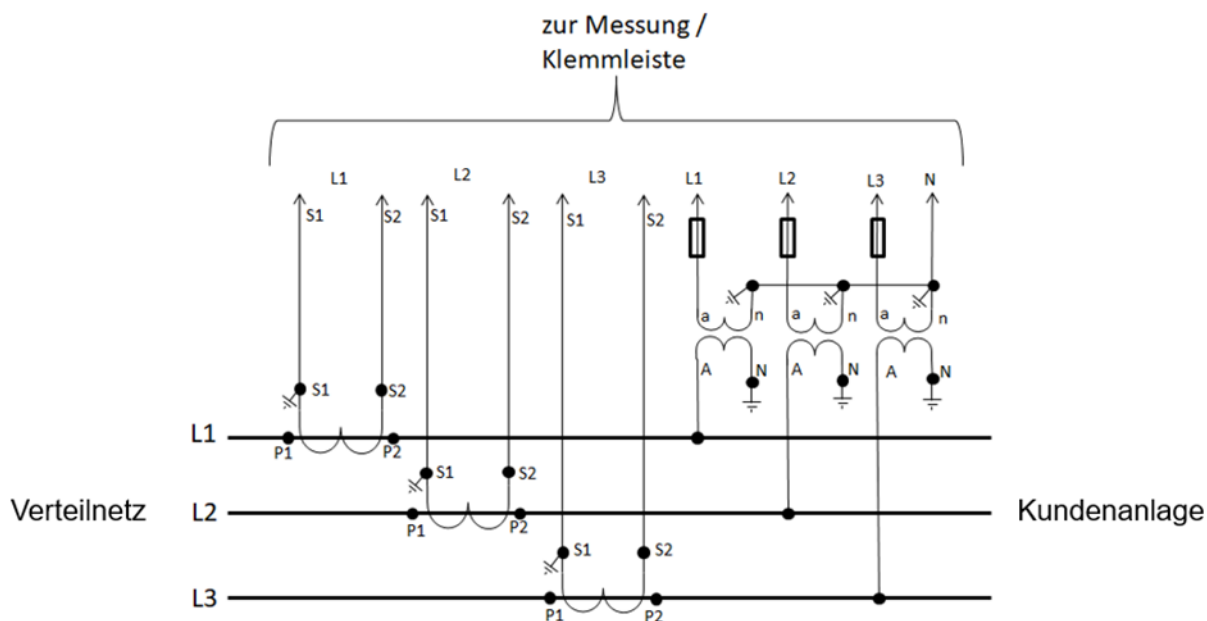 zur Messung /
Klemmleiste
L1 L2 L3 L1 L2 L3 N
S1 S2 S1 S2 S1 S2
a n a n a n
A N A N A N
S1 S2
L1
P1 P2
S1 S2
Verteilnetz L2 Kundenanlage
P1 P2
S1 S2
L3
P1 P2